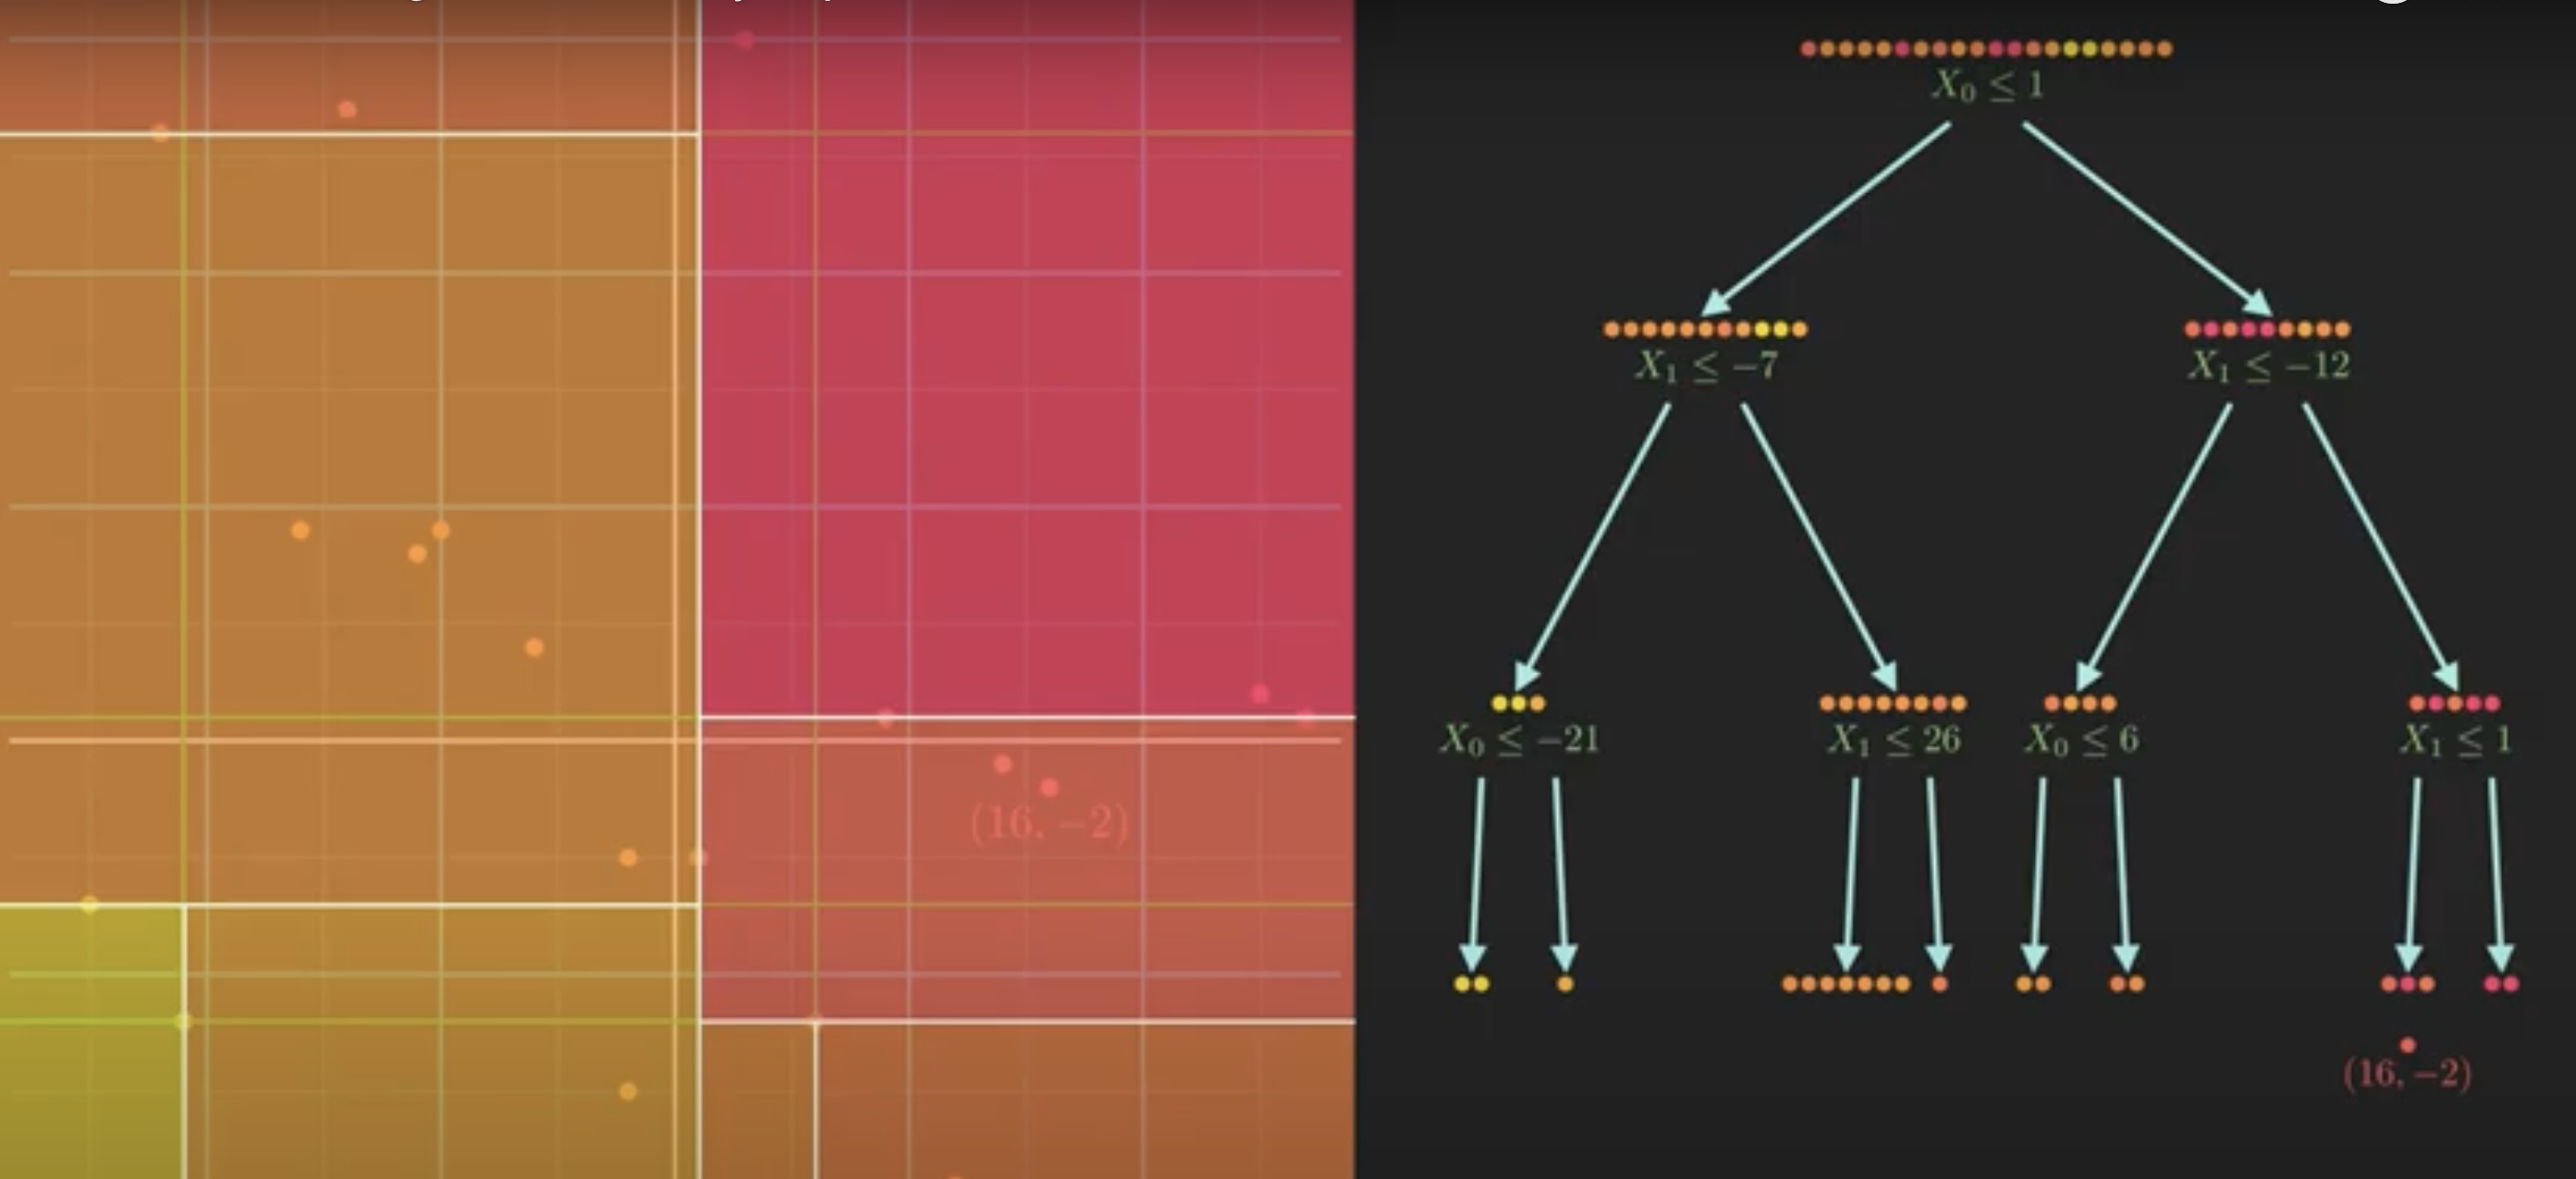 X₀ ≤ 1
X₁ ≤ −7
X₁ ≤ −12
X₀ ≤ −21
X₁ ≤ 26
X₀ ≤ 6
X₁ ≤ 1
(16, −2)
(16, −2)